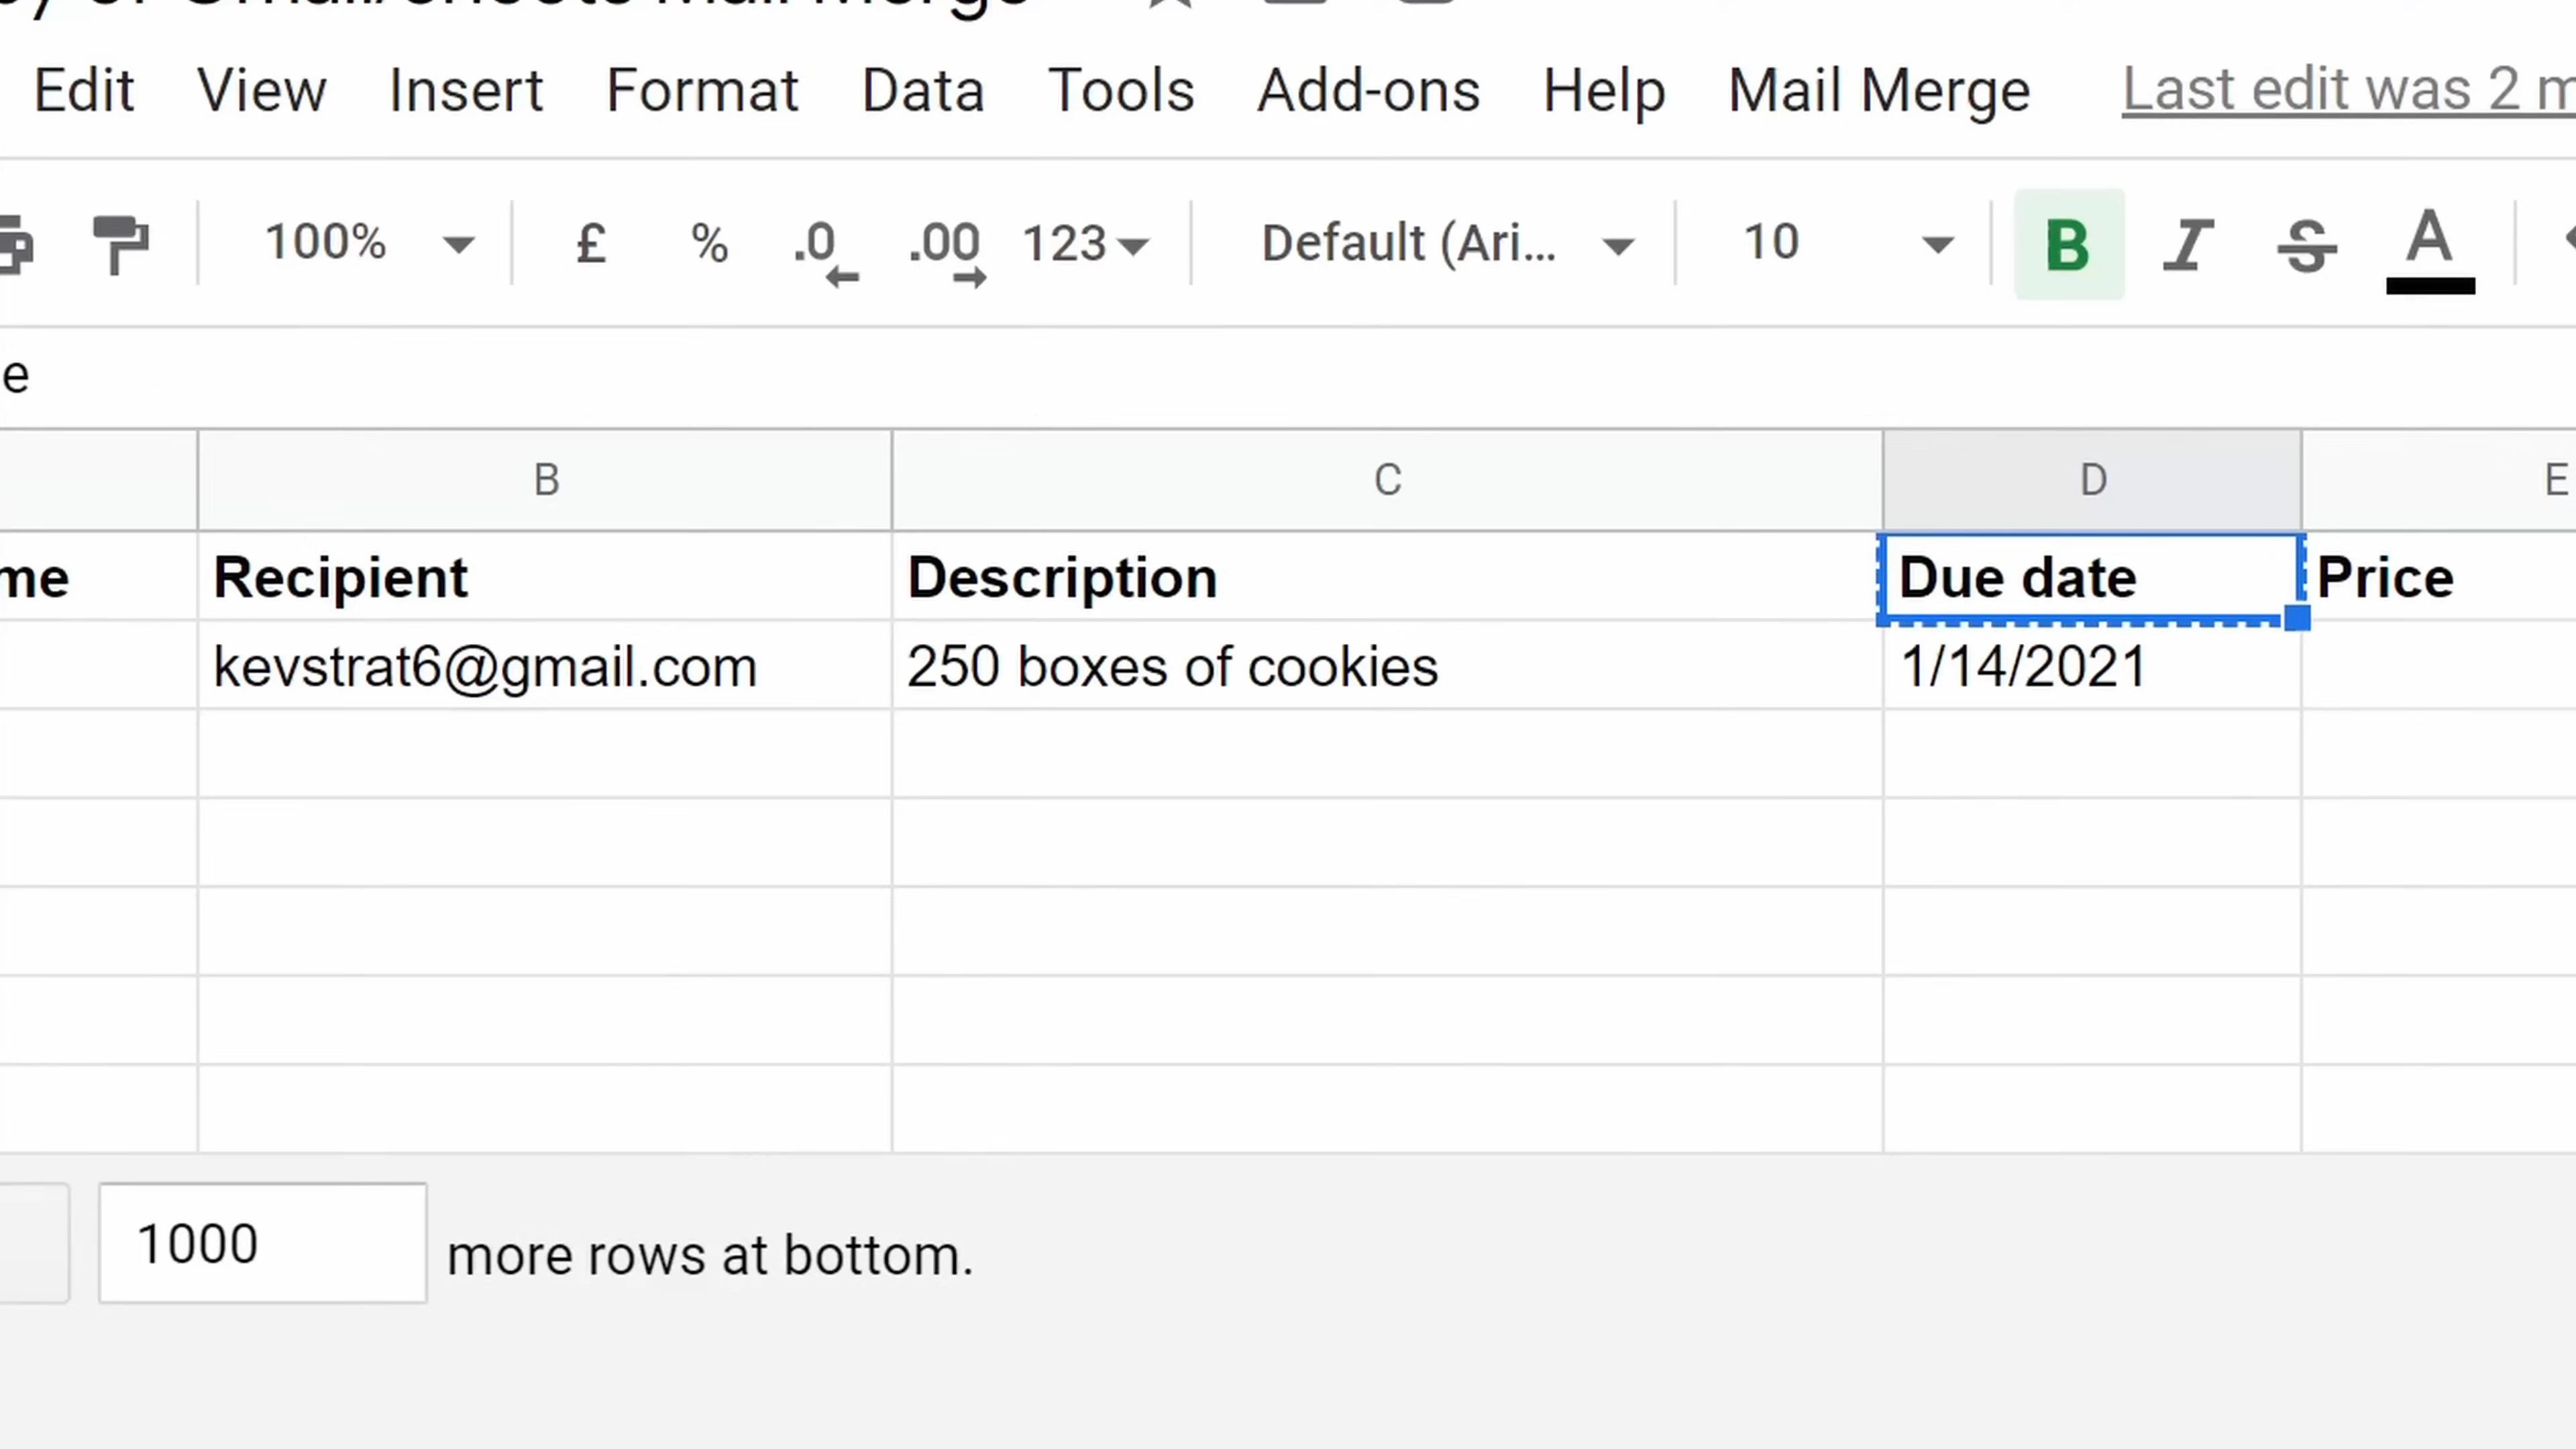 Mail Merge
Edit View Insert Format Data Tools Add-ons Help Mail Merge Last edit was 2 m
100% £ % .0 .00 123 Default (Ari... 10 B I S A
e
B C D E
me Recipient Description Due date Price
kevstrat6@gmail.com 250 boxes of cookies 1/14/2021
1000 more rows at bottom.